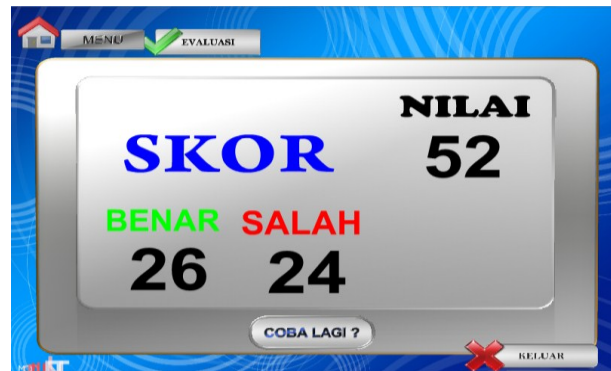 MENU
EVALUASI
NILAI
SKOR
52
BENAR
SALAH
26
24
COBA LAGI ?
KELUAR